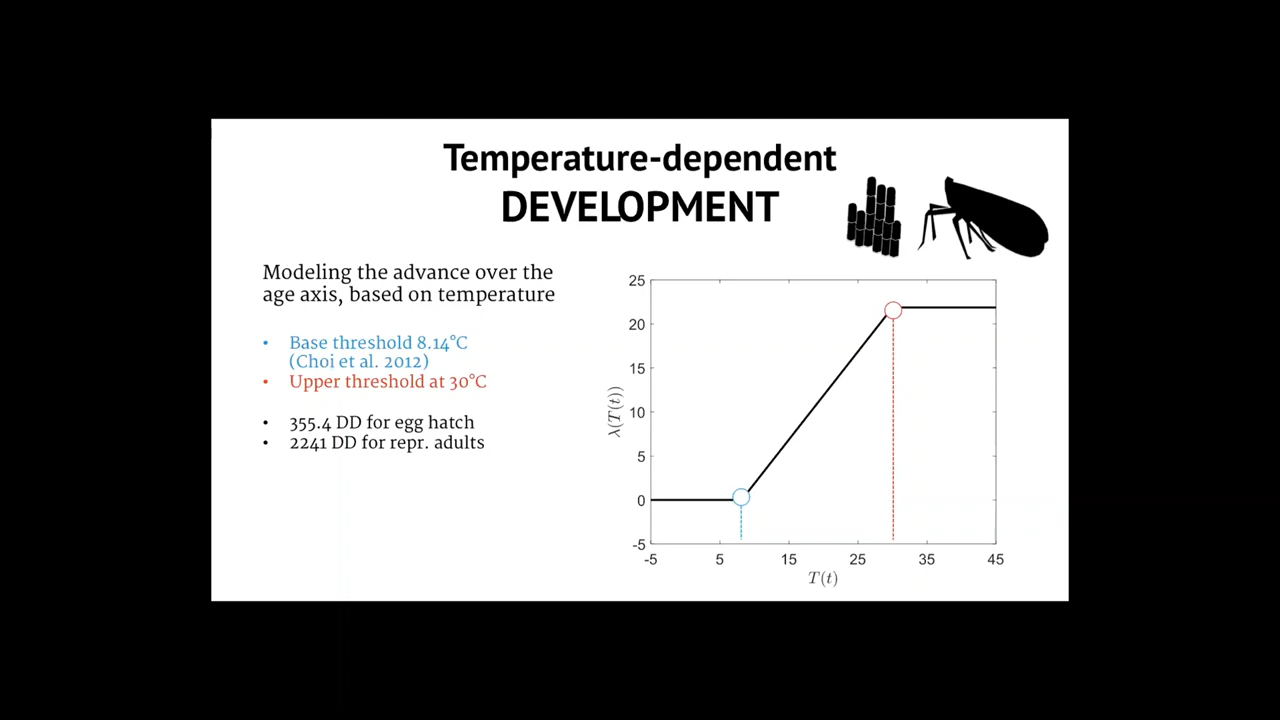 Temperature-dependent
DEVELOPMENT
Modeling the advance over the
age axis, based on temperature
• Base threshold 8.14°C
(Choi et al. 2012)
• Upper threshold at 30°C
• 355.4 DD for egg hatch
• 2241 DD for repr. adults
25
20
15
10
5
0
-5
λ(T(t))
-5 5 15 25 35 45
T(t)